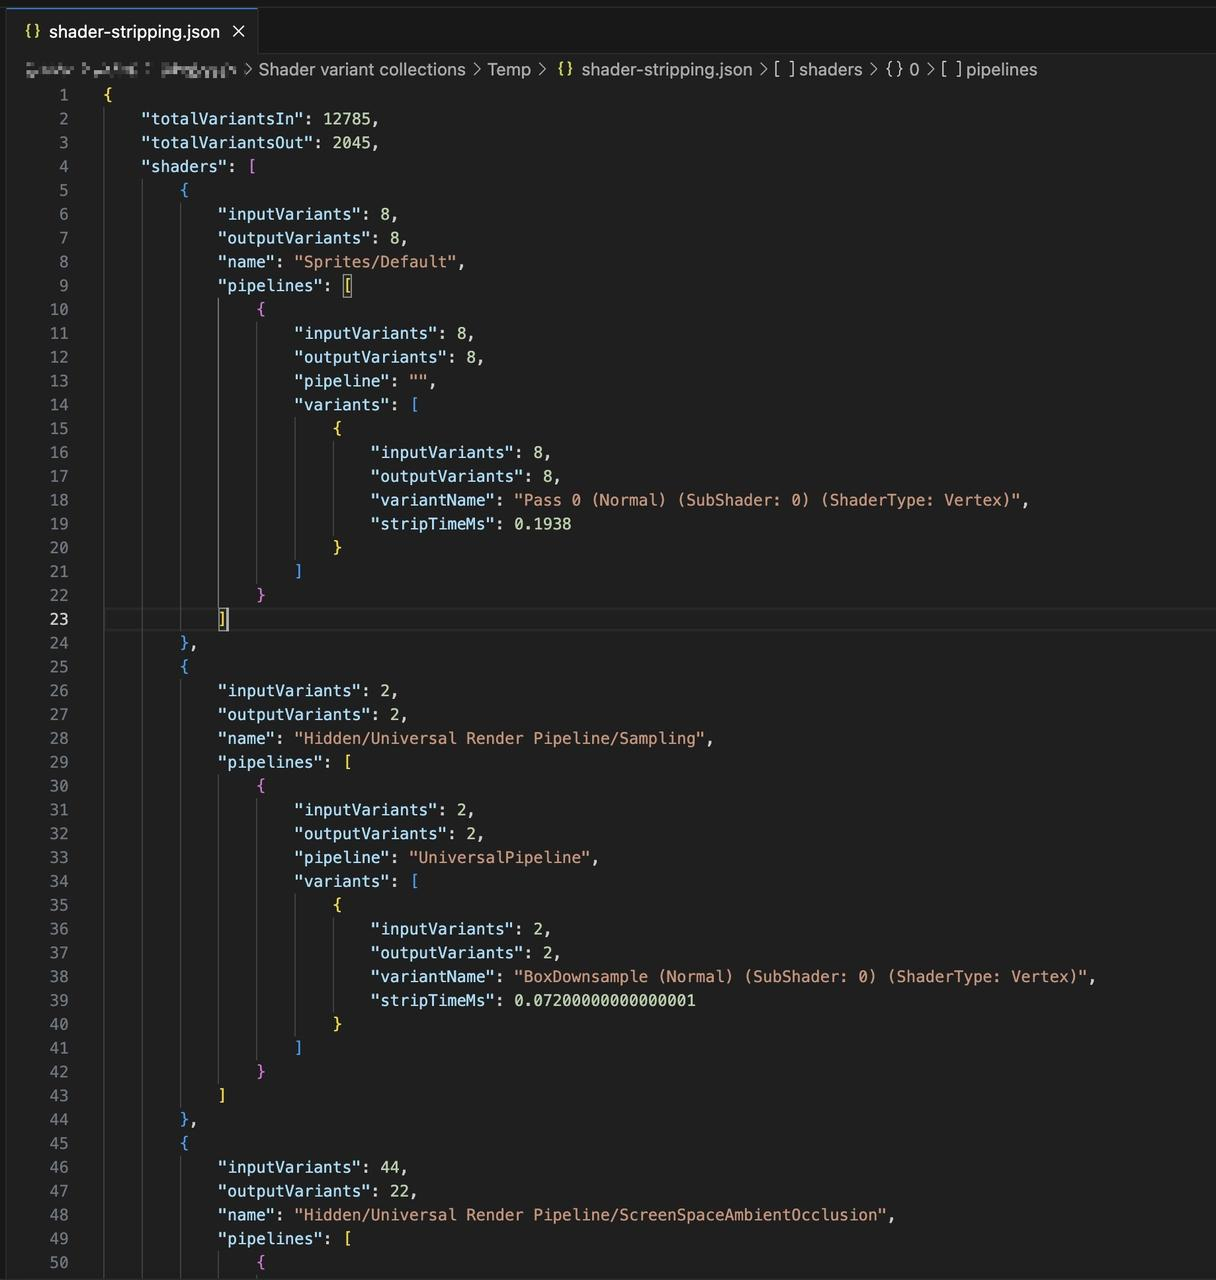 {} shader-stripping.json ×
> Shader variant collections > Temp > {} shader-stripping.json > [ ] shaders > {} 0 > [ ] pipelines
1 {
2 "totalVariantsIn": 12785,
3 "totalVariantsOut": 2045,
4 "shaders": [
5 {
6 "inputVariants": 8,
7 "outputVariants": 8,
8 "name": "Sprites/Default",
9 "pipelines": [
10 {
11 "inputVariants": 8,
12 "outputVariants": 8,
13 "pipeline": "",
14 "variants": [
15 {
16 "inputVariants": 8,
17 "outputVariants": 8,
18 "variantName": "Pass 0 (Normal) (SubShader: 0) (ShaderType: Vertex)",
19 "stripTimeMs": 0.1938
20 }
21 ]
22 }
23 ]
24 },
25 {
26 "inputVariants": 2,
27 "outputVariants": 2,
28 "name": "Hidden/Universal Render Pipeline/Sampling",
29 "pipelines": [
30 {
31 "inputVariants": 2,
32 "outputVariants": 2,
33 "pipeline": "UniversalPipeline",
34 "variants": [
35 {
36 "inputVariants": 2,
37 "outputVariants": 2,
38 "variantName": "BoxDownsample (Normal) (SubShader: 0) (ShaderType: Vertex)",
39 "stripTimeMs": 0.07200000000000001
40 }
41 ]
42 }
43 ]
44 },
45 {
46 "inputVariants": 44,
47 "outputVariants": 22,
48 "name": "Hidden/Universal Render Pipeline/ScreenSpaceAmbientOcclusion",
49 "pipelines": [
50 {